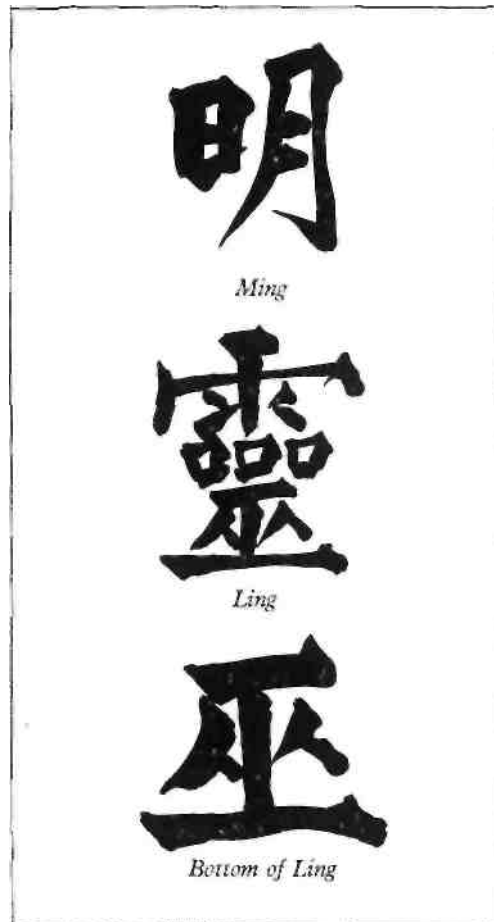 明
Ming
靈
Ling
巫
Bottom of Ling